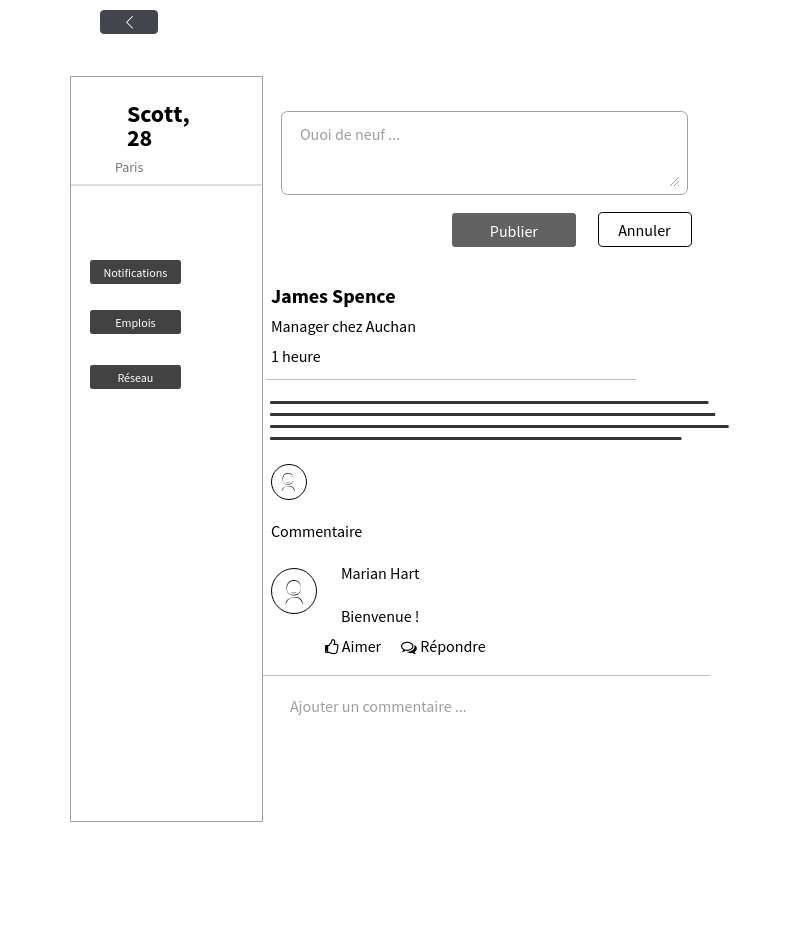 Scott,
28
Paris
Notifications
Emplois
Réseau
Ouoi de neuf ...
Publier
Annuler
James Spence
Manager chez Auchan
1 heure
Commentaire
Marian Hart
Bienvenue !
Aimer
Répondre
Ajouter un commentaire ...